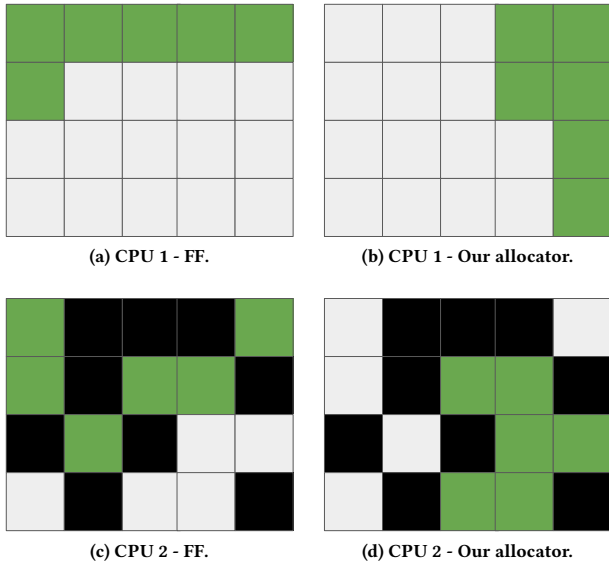 (a) CPU 1 - FF.
(b) CPU 1 - Our allocator.
(c) CPU 2 - FF.
(d) CPU 2 - Our allocator.